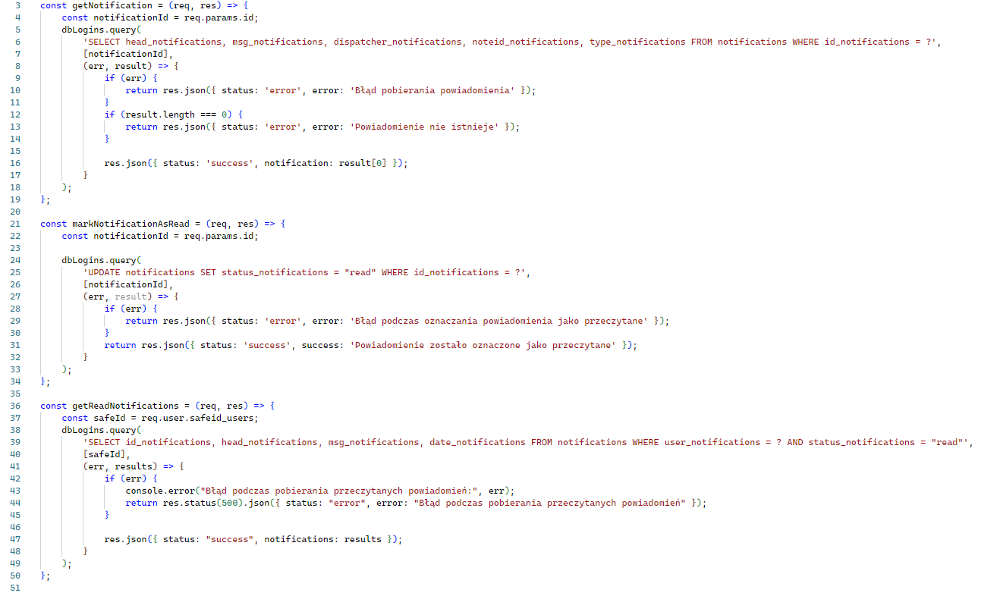 3 const getNotification = (req, res) => {
4     const notificationId = req.params.id;
5     dbLogins.query(
6         'SELECT head_notifications, msg_notifications, dispatcher_notifications, noteid_notifications, type_notifications FROM notifications WHERE id_notifications = ?',
7         [notificationId],
8         (err, result) => {
9             if (err) {
10                 return res.json({ status: 'error', error: 'Błąd pobierania powiadomienia' });
11             }
12             if (result.length === 0) {
13                 return res.json({ status: 'error', error: 'Powiadomienie nie istnieje' });
14             }
15
16             res.json({ status: 'success', notification: result[0] });
17         }
18     );
19 };
20
21 const markNotificationAsRead = (req, res) => {
22     const notificationId = req.params.id;
23
24     dbLogins.query(
25         'UPDATE notifications SET status_notifications = "read" WHERE id_notifications = ?',
26         [notificationId],
27         (err, result) => {
28             if (err) {
29                 return res.json({ status: 'error', error: 'Błąd podczas oznaczania powiadomienia jako przeczytane' });
30             }
31             return res.json({ status: 'success', success: 'Powiadomienie zostało oznaczone jako przeczytane' });
32         }
33     );
34 };
35
36 const getReadNotifications = (req, res) => {
37     const safeId = req.user.safeid_users;
38     dbLogins.query(
39         'SELECT id_notifications, head_notifications, msg_notifications, date_notifications FROM notifications WHERE user_notifications = ? AND status_notifications = "read"',
40         [safeId],
41         (err, results) => {
42             if (err) {
43                 console.error("Błąd podczas pobierania przeczytanych powiadomień:", err);
44                 return res.status(500).json({ status: "error", error: "Błąd podczas pobierania przeczytanych powiadomień" });
45             }
46
47             res.json({ status: "success", notifications: results });
48         }
49     );
50 };
51